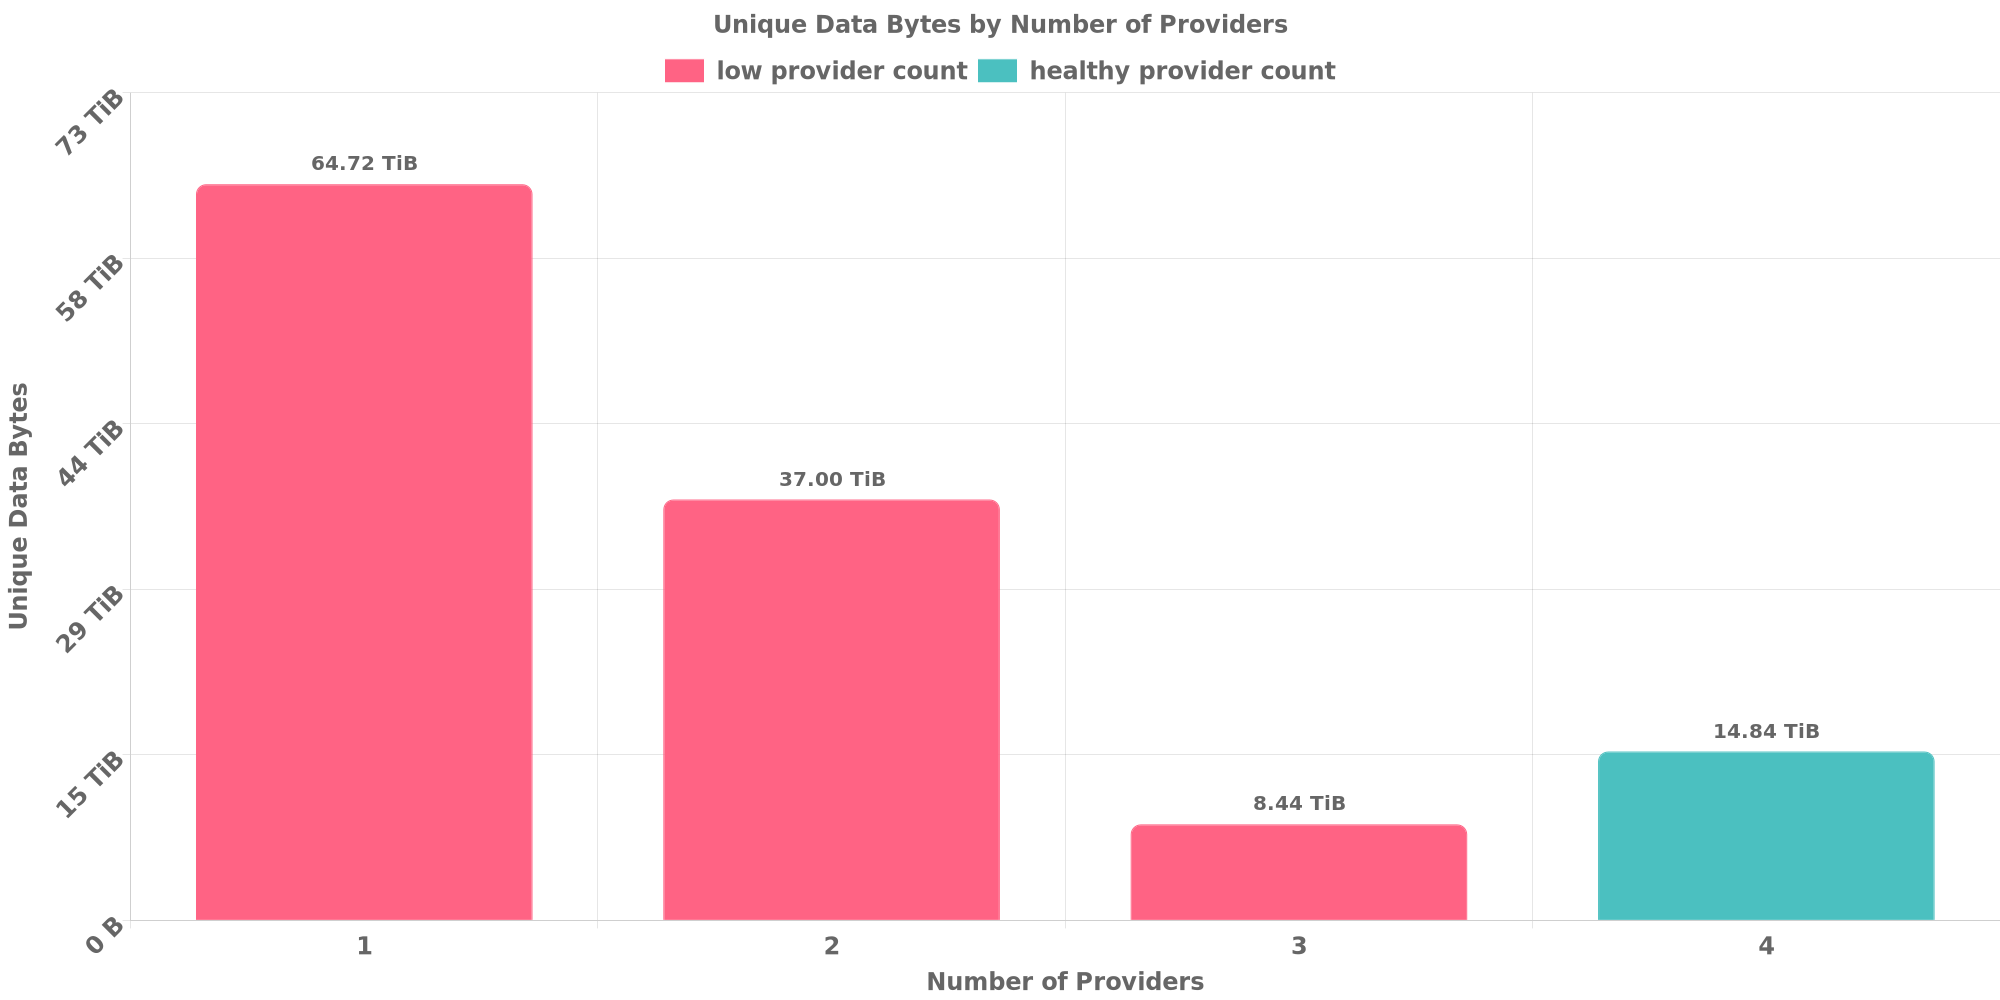 Unique Data Bytes by Number of Providers
low provider count
healthy provider count
73 TiB
58 TiB
44 TiB
29 TiB
15 TiB
0 B
Unique Data Bytes
64.72 TiB
37.00 TiB
8.44 TiB
14.84 TiB
1
2
3
4
Number of Providers